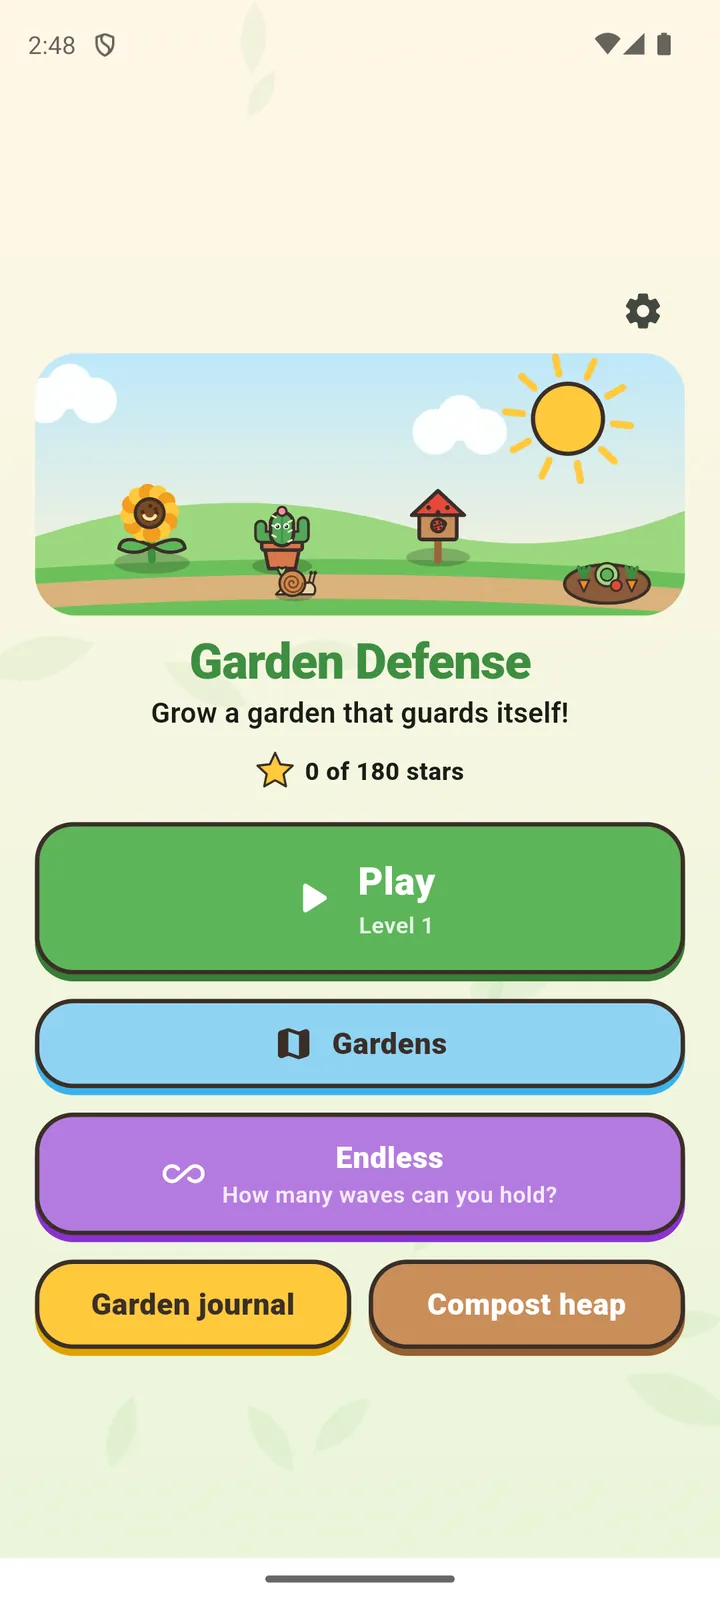 2:48
Garden Defense
Grow a garden that guards itself!
0 of 180 stars
Play
Level 1
Gardens
Endless
How many waves can you hold?
Garden journal
Compost heap